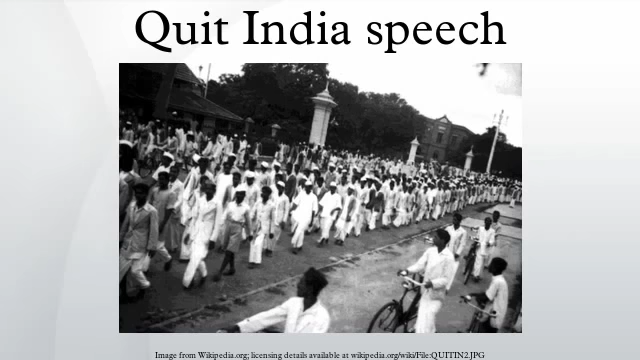 Quit India speech
Image from Wikipedia.org; licensing details available at wikipedia.org/wiki/File:QUITIN2.JPG